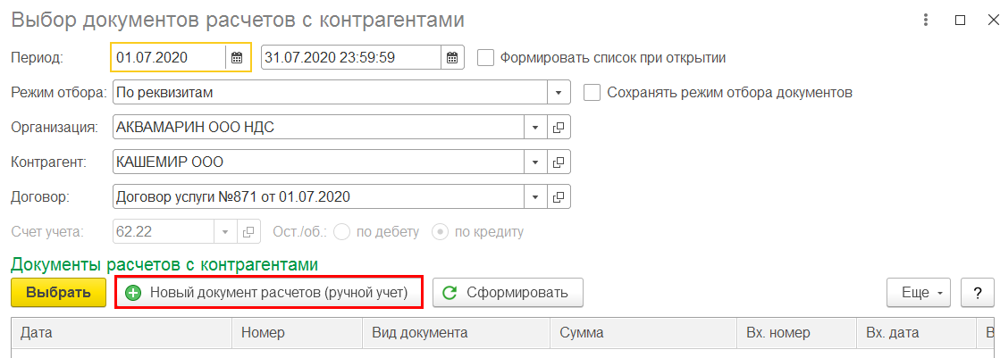 Выбор документов расчетов с контрагентами
Период: 01.07.2020 31.07.2020 23:59:59 Формировать список при открытии
Режим отбора: По реквизитам Сохранять режим отбора документов
Организация: АКВАМАРИН ООО НДС
Контрагент: КАШЕМИР ООО
Договор: Договор услуги №871 от 01.07.2020
Счет учета: 62.22 Ост./об.: по дебету по кредиту
Документы расчетов с контрагентами
Выбрать Новый документ расчетов (ручной учет) Сформировать Еще ?
Дата Номер Вид документа Сумма Вх. номер Вх. дата В